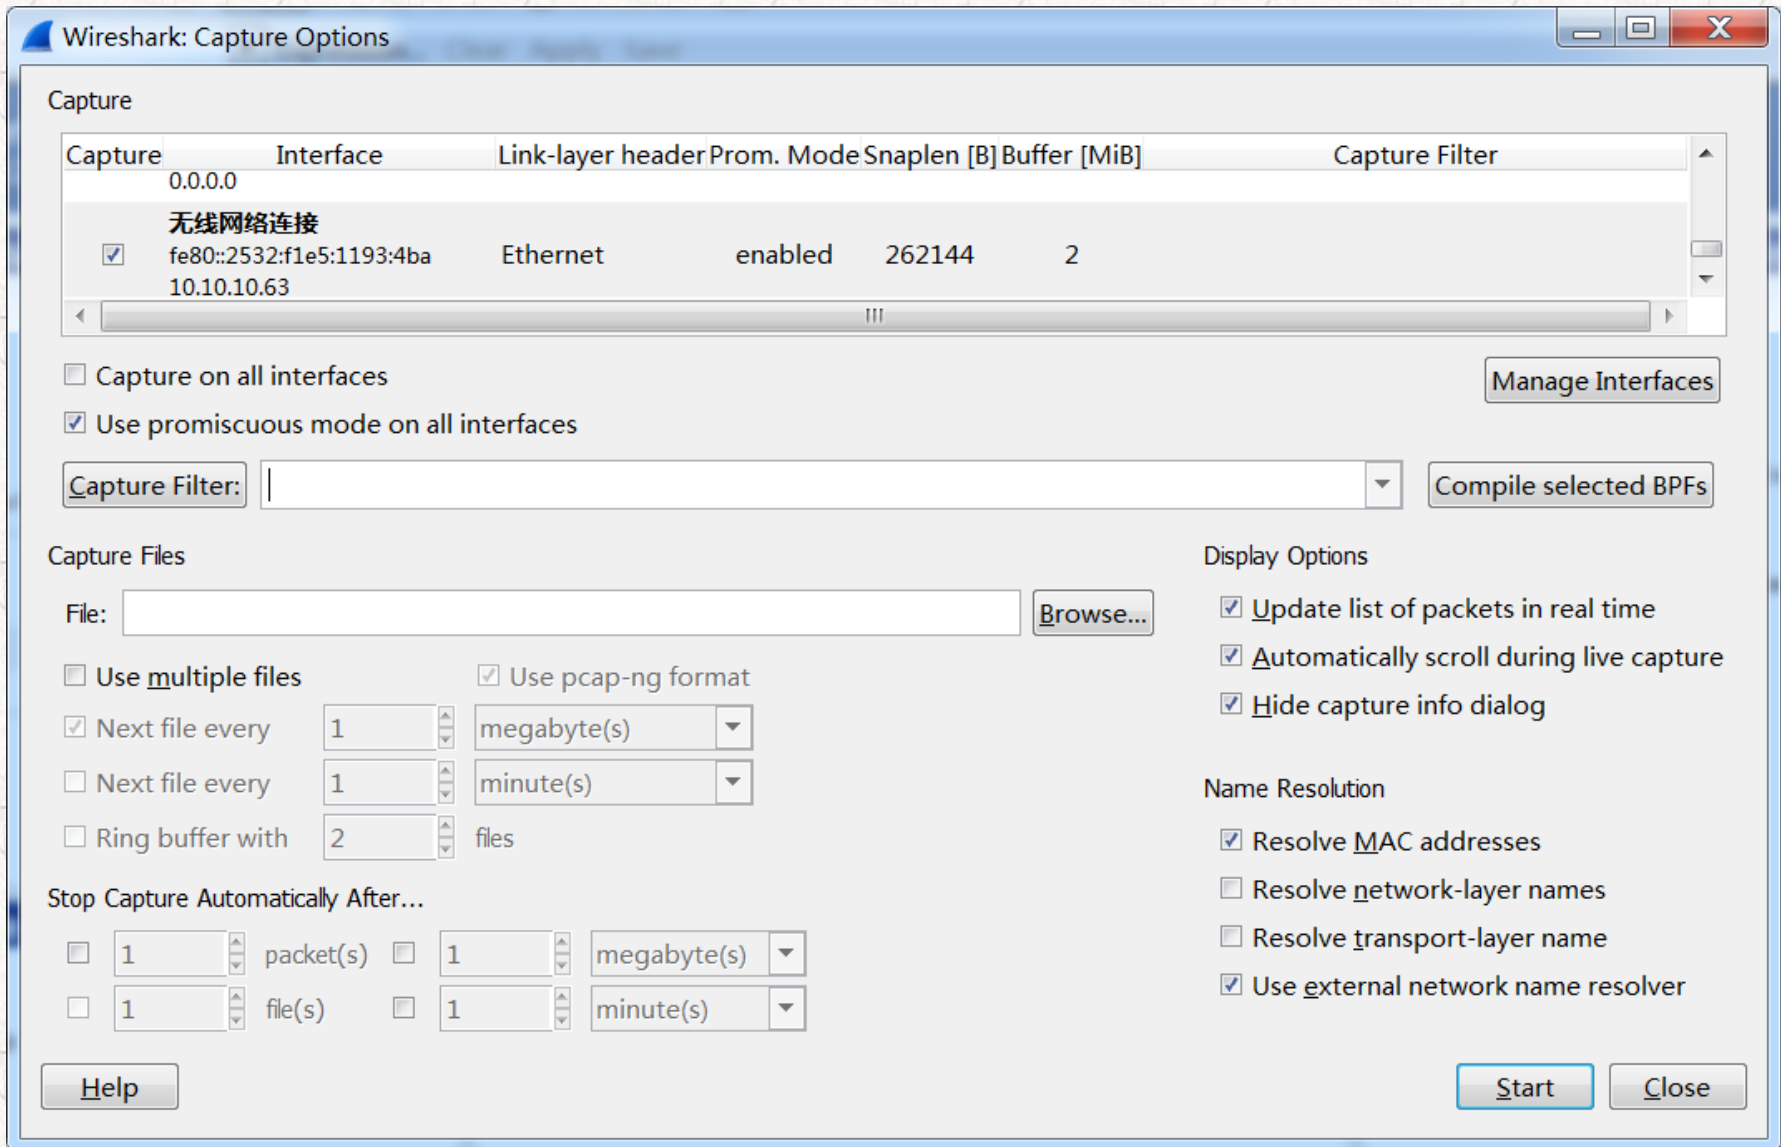 Wireshark: Capture Options
Clear Apply Save
Capture
Capture Interface Link-layer header Prom. Mode Snaplen [B] Buffer [MiB] Capture Filter
0.0.0.0
无线网络连接
fe80::2532:f1e5:1193:4ba Ethernet enabled 262144 2
10.10.10.63
Capture on all interfaces
Manage Interfaces
Use promiscuous mode on all interfaces
Capture Filter: Compile selected BPFs
Capture Files Display Options
File: Browse... Update list of packets in real time
Automatically scroll during live capture
Use multiple files Use pcap-ng format
Hide capture info dialog
Next file every 1 megabyte(s)
Next file every 1 minute(s)
Name Resolution
Ring buffer with 2 files
Resolve MAC addresses
Stop Capture Automatically After... Resolve network-layer names
1 packet(s) 1 megabyte(s) Resolve transport-layer name
1 file(s) 1 minute(s) Use external network name resolver
Help Start Close